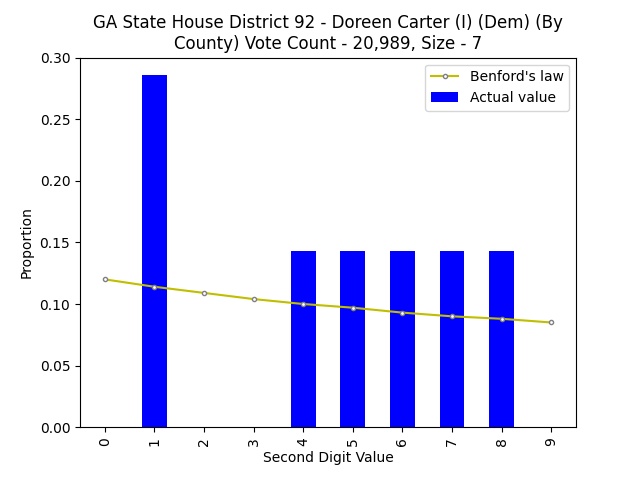 GA State House District 92 - Doreen Carter (I) (Dem) (By
County) Vote Count - 20,989, Size - 7
Benford's law
Actual value
0.30
0.25
0.20
0.15
0.10
0.05
0.00
Proportion
0 1 2 3 4 5 6 7 8 9
Second Digit Value